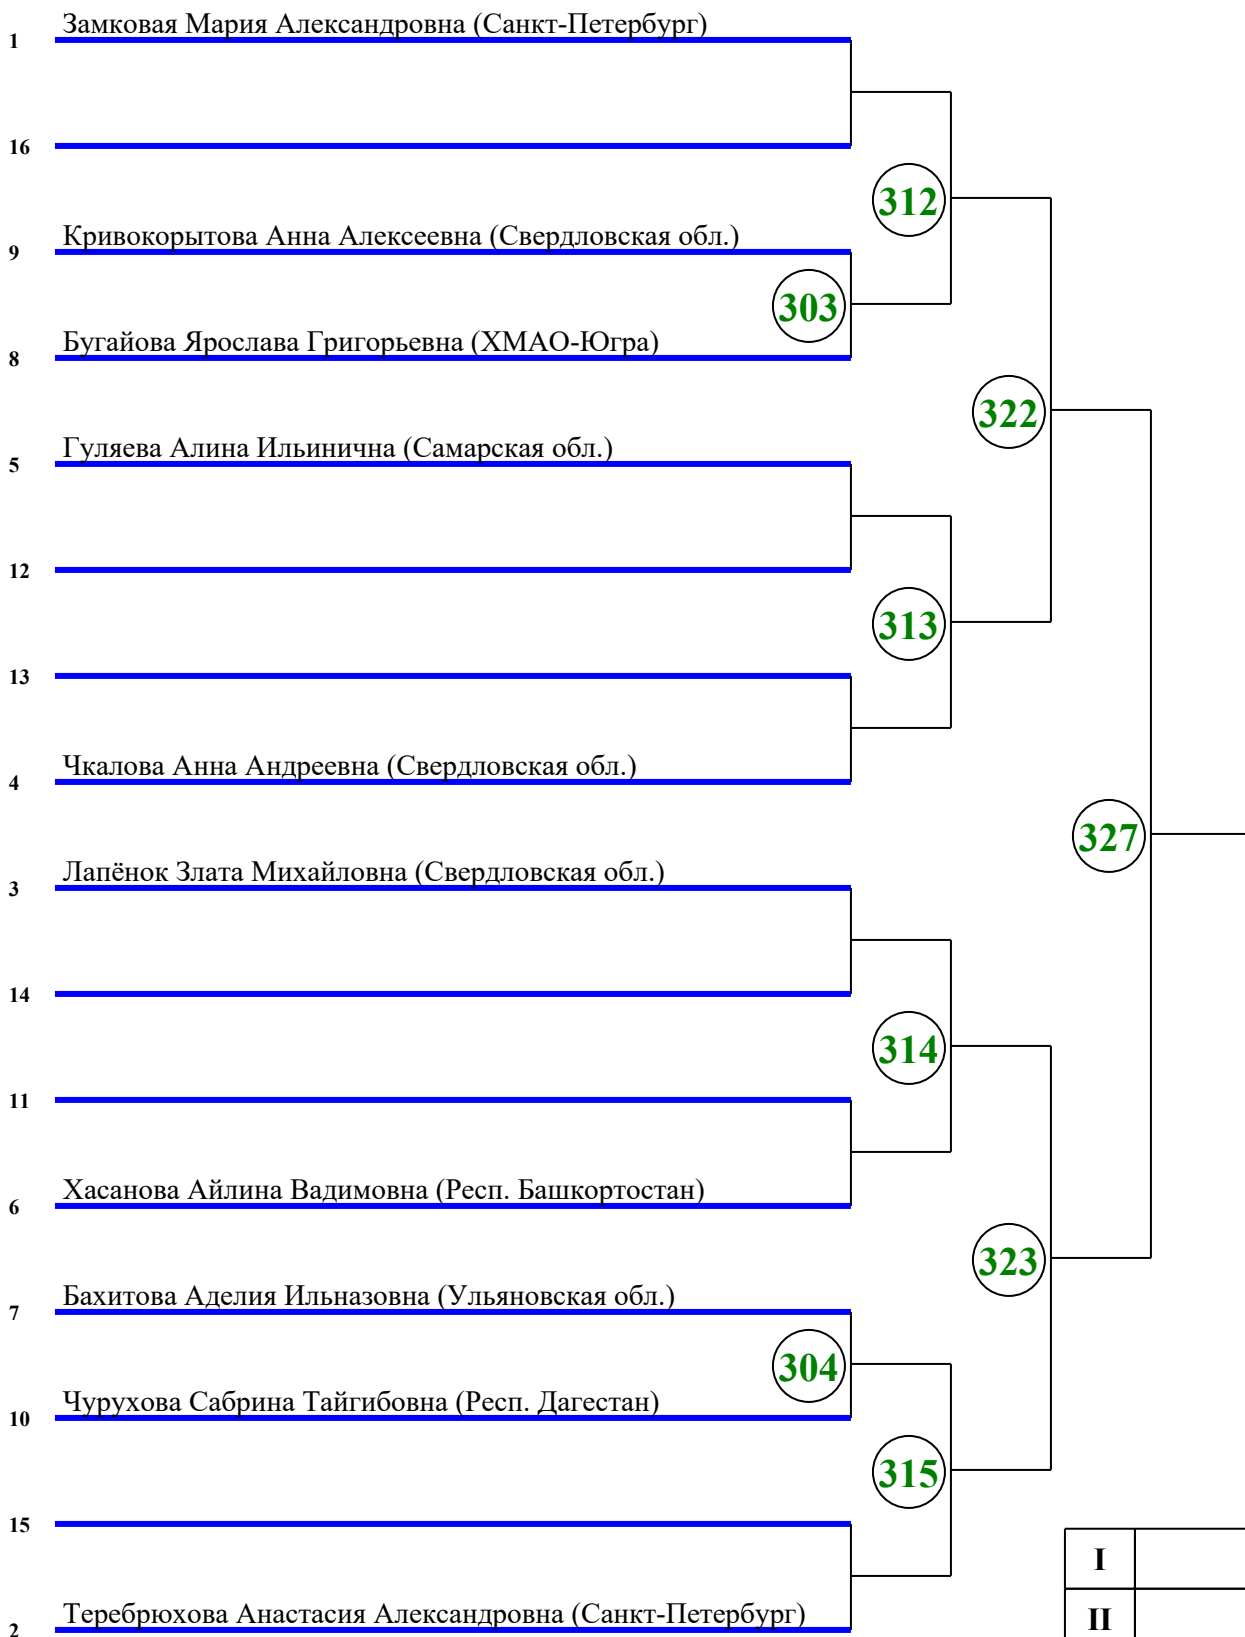 Замковая Мария Александровна (Санкт-Петербург)
1
16
312
Кривокорытова Анна Алексеевна (Свердловская обл.)
9
303
Бугайова Ярослава Григорьевна (ХМАО-Югра)
8
322
Гуляева Алина Ильинична (Самарская обл.)
5
12
313
13
Чкалова Анна Андреевна (Свердловская обл.)
4
327
Лапёнок Злата Михайловна (Свердловская обл.)
3
14
314
11
Хасанова Айлина Вадимовна (Респ. Башкортостан)
6
323
Бахитова Аделия Ильназовна (Ульяновская обл.)
7
304
Чурухова Сабрина Тайгибовна (Респ. Дагестан)
10
315
15
I
Теребрюхова Анастасия Александровна (Санкт-Петербург)
2
II